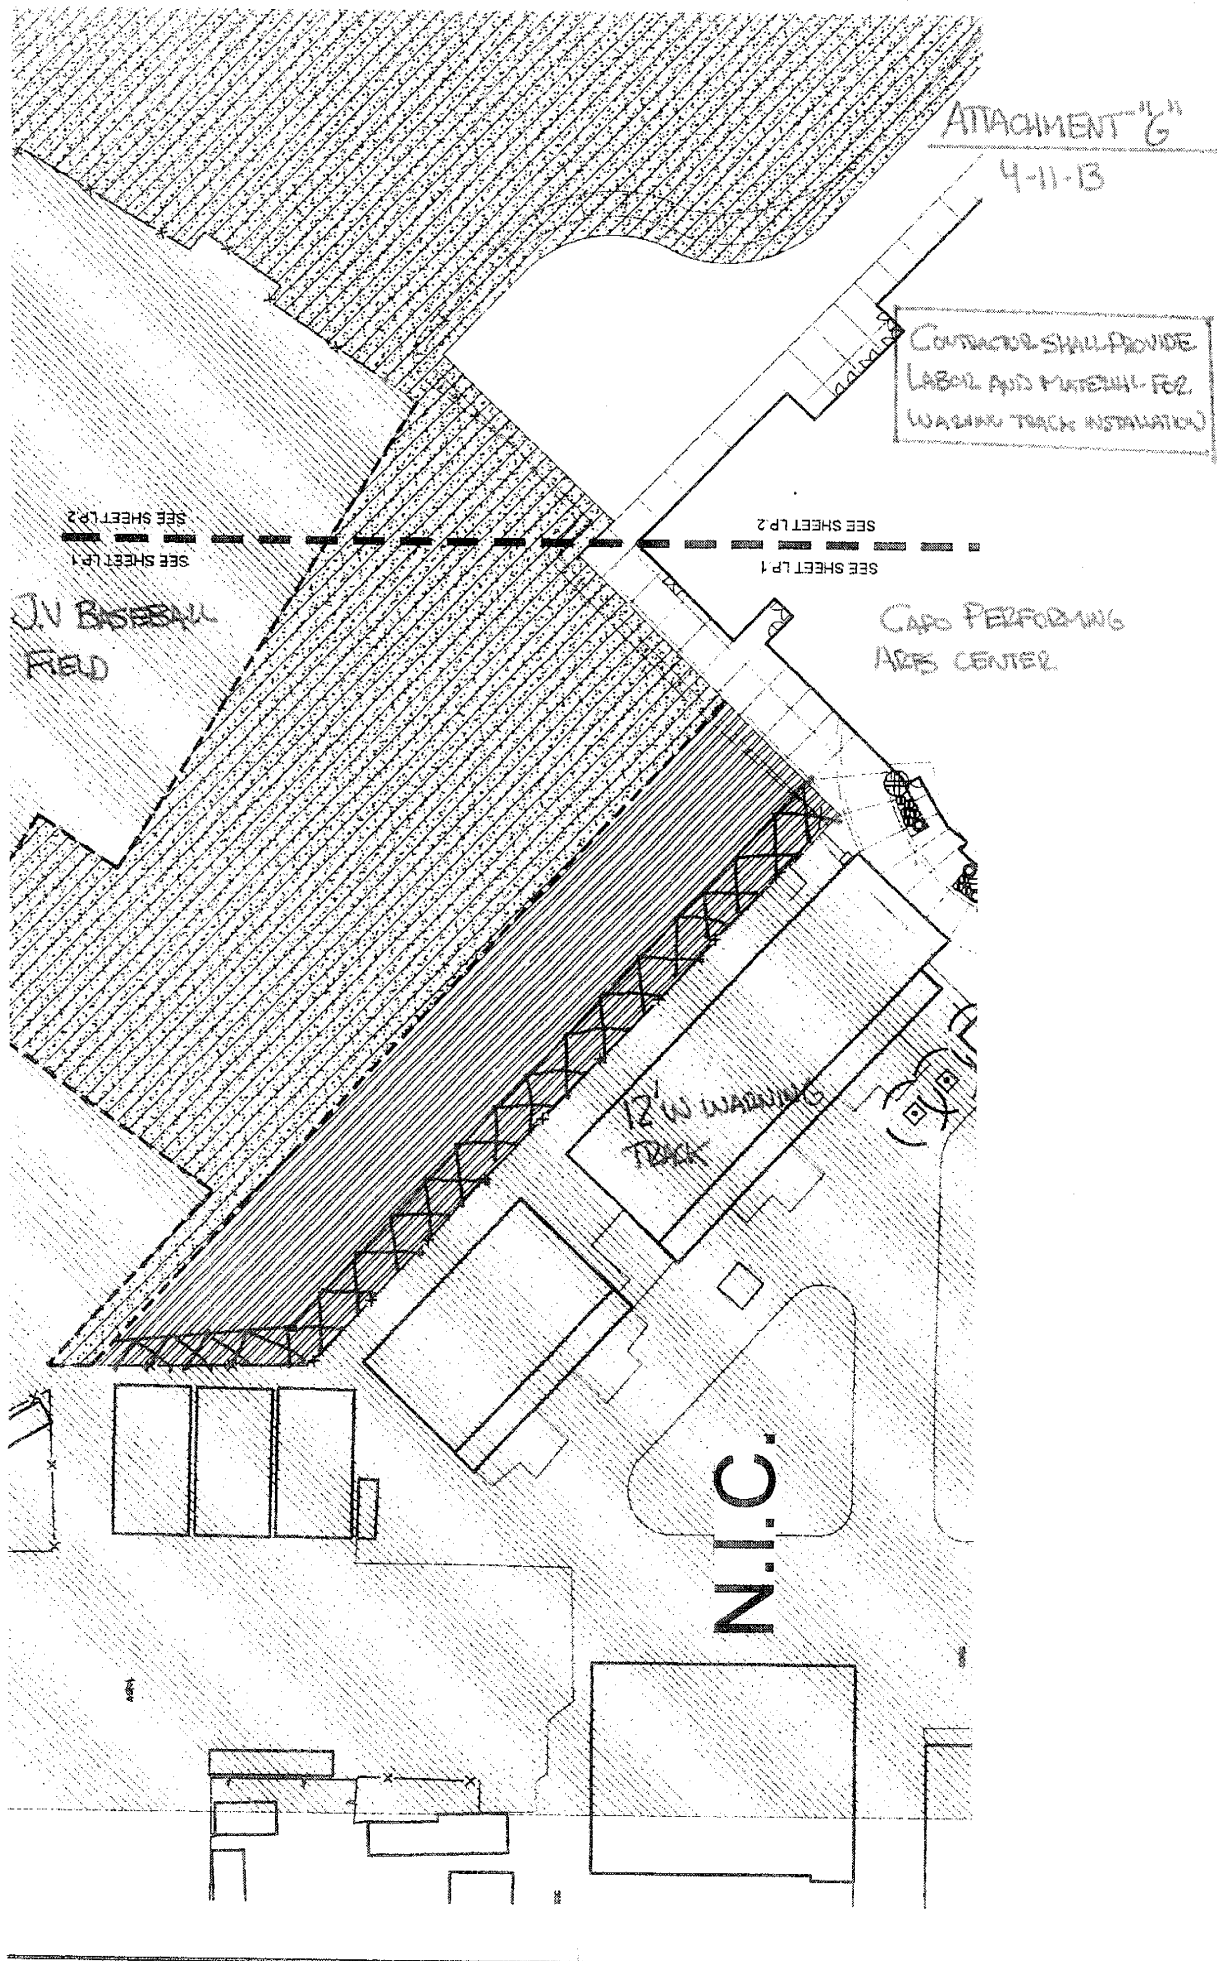 ATTACHMENT "G"
4-11-13
CONTRACTOR SHALL PROVIDE
LABOR AND MATERIAL FOR
WARNING TRACK INSTALLATION
SEE SHEET LP.2
SEE SHEET LP.1
SEE SHEET LP.2
SEE SHEET LP.1
J.V BASEBALL
FIELD
CAPO PERFORMING
ARTS CENTER
12'W WARNING
TRACK
N.I.C.